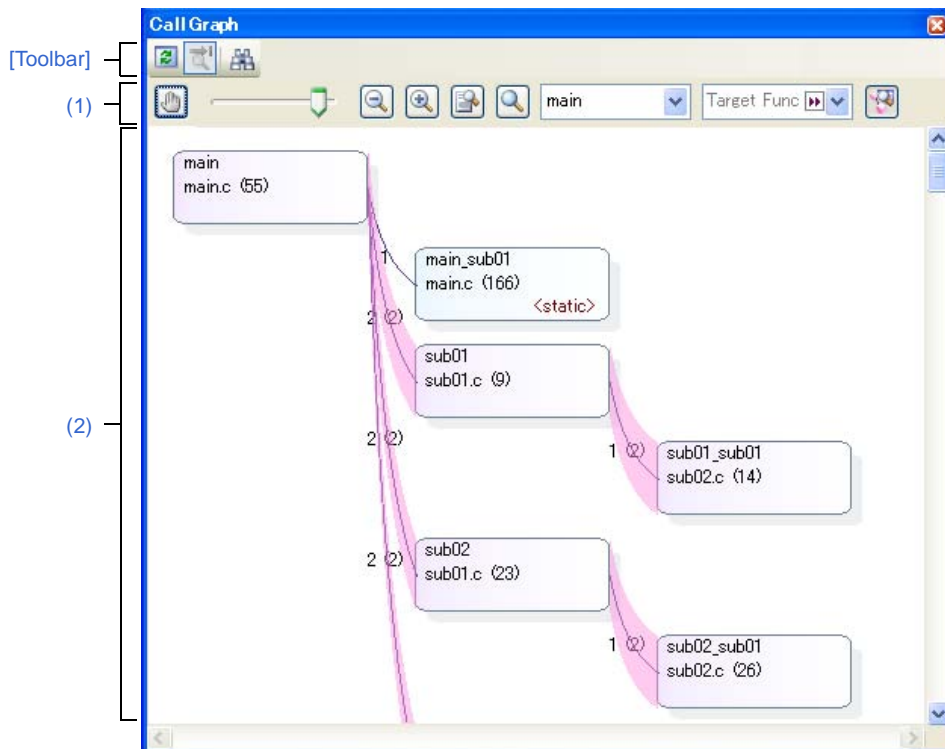 Call Graph
[Toolbar]
(1)
main
Target Func
main
main.c (55)
1
main_sub01
main.c (166)
<static>
2 (2)
sub01
sub01.c (9)
(2)
2 (2)
1 (2)
sub01_sub01
sub02.c (14)
2 (2)
sub02
sub01.c (23)
1 (2)
sub02_sub01
sub02.c (26)